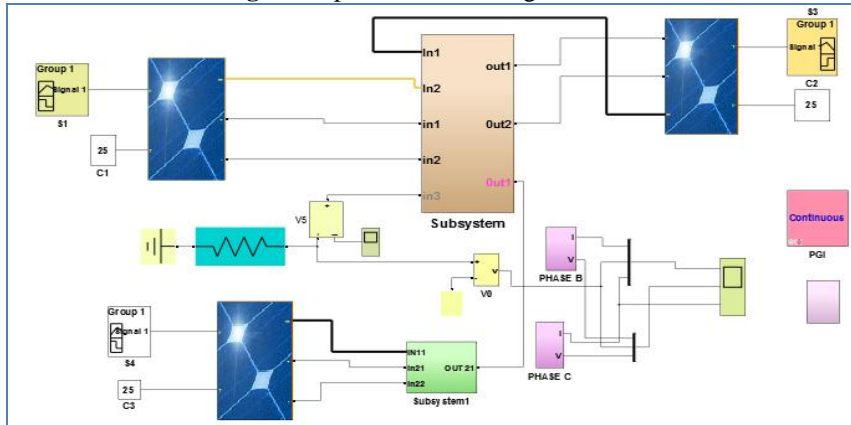 Group 1
Signal 1
S1
25
C1
In1
In2
in1
in2
in3
out1
Out2
Out1
Subsystem
S3
Group 1
Signal 1
C2
25
V5
+
-
+
-
v
V0
I
V
PHASE B
I
V
PHASE C
Continuous
PGI
Group 1
Signal 1
S4
25
C3
IN11
In21
In22
OUT21
Subsystem1